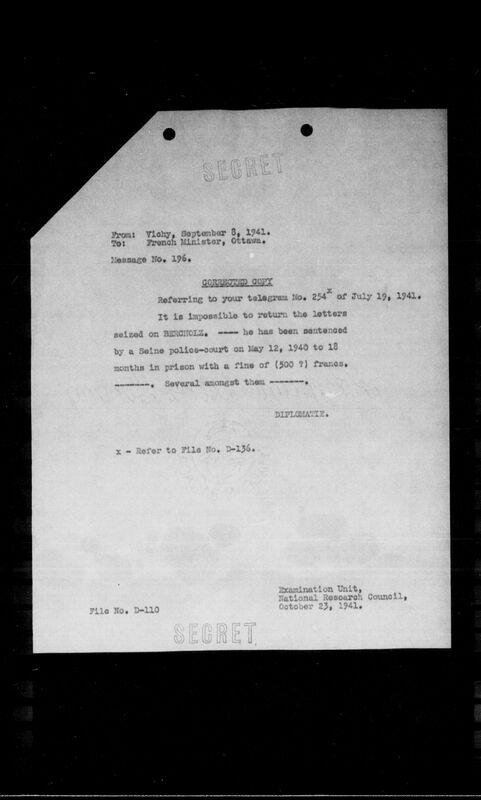 SECRET
From: Vichy, September 8, 1941.
To: French Minister, Ottawa.
Message No. 196.
CORRECTED COPY
Referring to your telegram No. 254x of July 19, 1941.
It is impossible to return the letters
seized on BERCHOLZ. ---- he has been sentenced
by a Seine police-court on May 12, 1940 to 18
months in prison with a fine of (500 ?) francs.
-------. Several amongst them -------.
DIPLOMATIE.
x - Refer to File No. D-136.
Examination Unit,
National Research Council,
October 23, 1941.
File No. D-110
SECRET